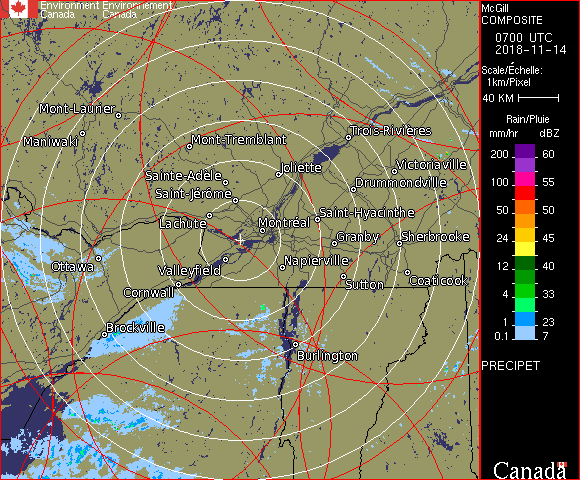 Environment Environnement
Canada Canada
McGill
COMPOSITE
0700 UTC
2018-11-14
Scale/Échelle:
1km/Pixel
40 KM
Rain/Pluie
mm/hr dBZ
200 60
100 55
50 50
24 45
12 40
4 33
1 23
0.1 7
PRECIPET
Canada
Mont-Laurier
Maniwaki
Mont-Tremblant
Trois-Rivières
Joliette
Victoriaville
Sainte-Adèle
Drummondville
Saint-Jérôme
Lachute
Saint-Hyacinthe
Montréal
Granby
Sherbrooke
Ottawa
Valleyfield
Napierville
Sutton
Coaticook
Cornwall
Brockville
Burlington